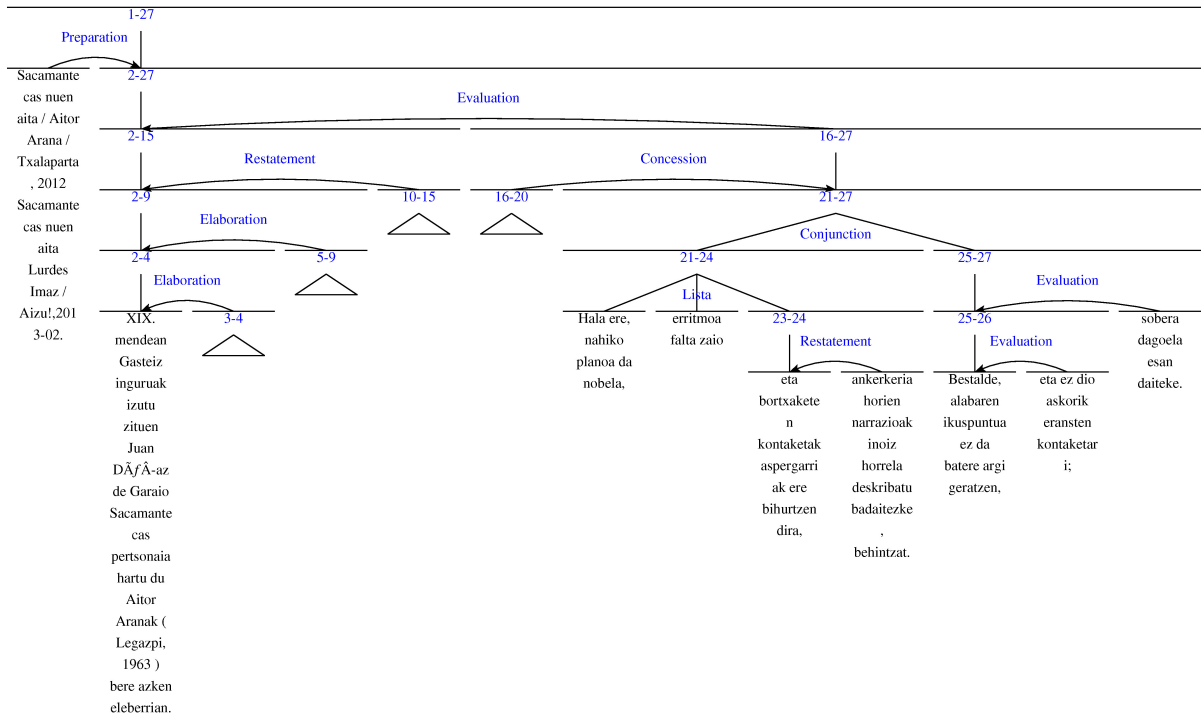 1-27
Preparation
Sacamante
cas nuen
aita / Aitor
Arana /
Txalaparta
, 2012
Sacamante
cas nuen
aita
Lurdes
Imaz /
Aizu!,201
3-02.
2-27
Evaluation
2-15
16-27
Restatement
Concession
2-9
10-15
16-20
21-27
Elaboration
Conjunction
2-4
5-9
21-24
25-27
Elaboration
Lista
Evaluation
XIX.
mendean
Gasteiz
inguruak
izutu
zituen
Juan
DÃƒÂ-az
de Garaio
Sacamante
cas
pertsonaia
hartu du
Aitor
Aranak (
Legazpi,
1963 )
bere azken
eleberrian.
3-4
Hala ere,
nahiko
planoa da
nobela,
erritmoa
falta zaio
23-24
25-26
sobera
dagoela
esan
daiteke.
Restatement
Evaluation
eta
bortxakete
n
kontaketak
aspergarri
ak ere
bihurtzen
dira,
ankerkeria
horien
narrazioak
inoiz
horrela
deskribatu
badaitezke
,
behintzat.
Bestalde,
alabaren
ikuspuntua
ez da
batere argi
geratzen,
eta ez dio
askorik
eransten
kontaketar
i;